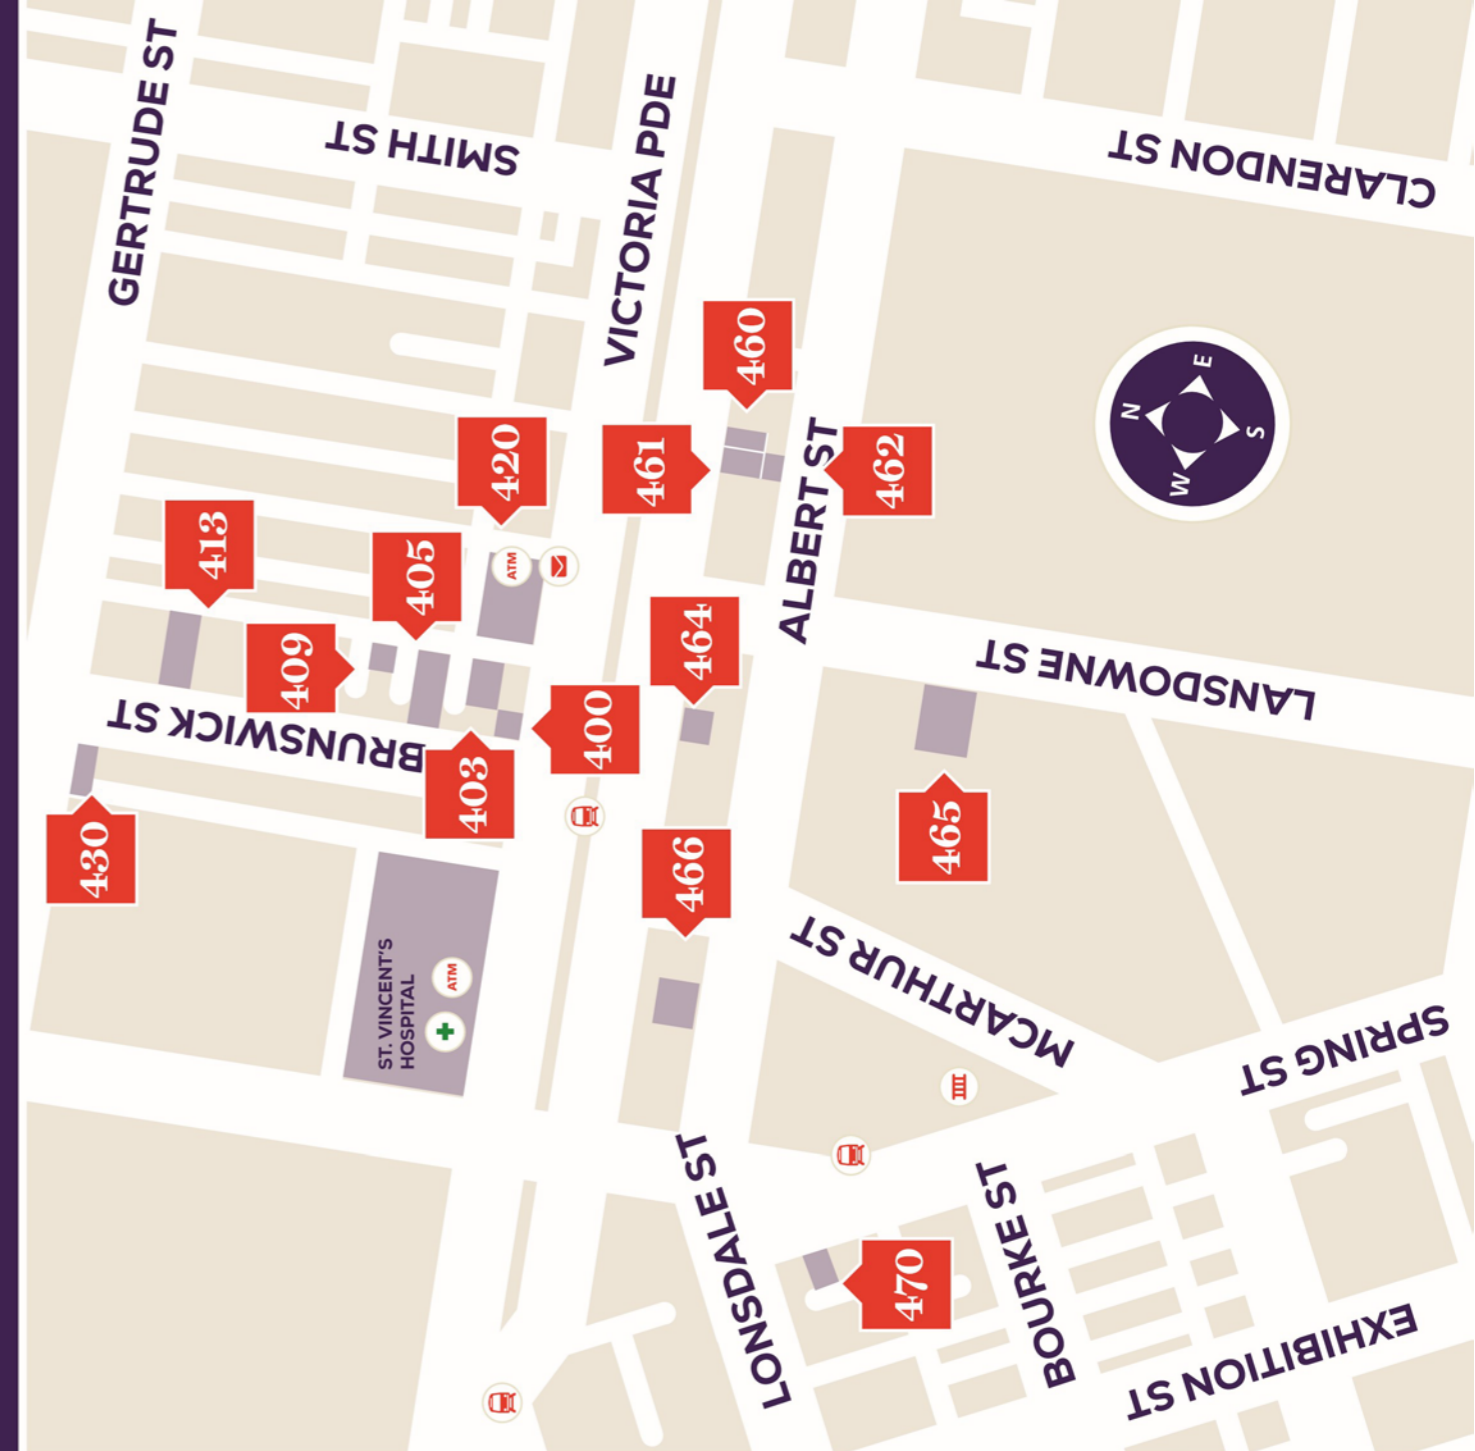 GERTRUDE ST
SMITH ST
VICTORIA PDE
CLARENDON ST
460
420
461
462
N
E
S
W
413
405
ATM
ALBERT ST
409
464
LANSDOWNE ST
BRUNSWICK ST
400
403
430
466
465
ST. VINCENT'S
HOSPITAL
ATM
MCARTHUR ST
SPRING ST
LONSDALE ST
BOURKE ST
470
EXHIBITION ST